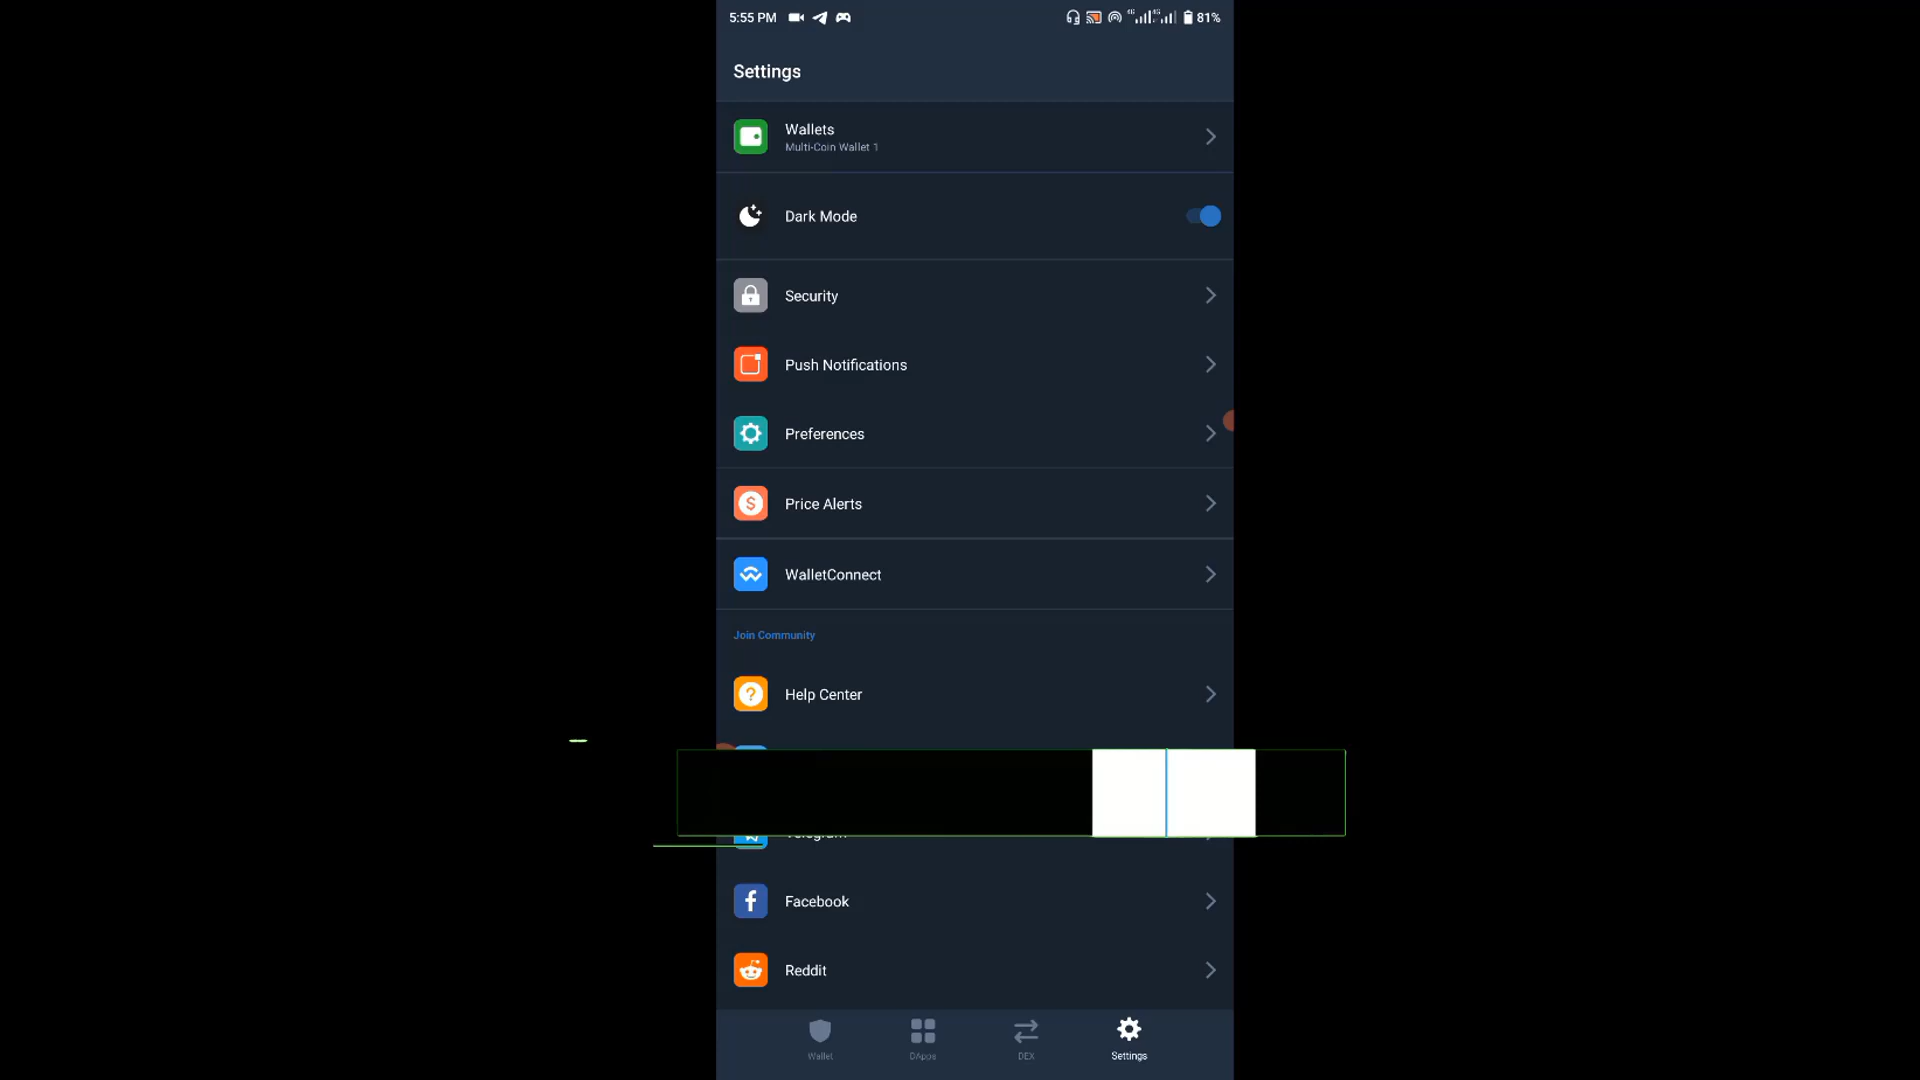 5:55 PM 81%
Settings
Wallets
Multi-Coin Wallet 1
Dark Mode
Security
Push Notifications
Preferences
Price Alerts
WalletConnect
Join Community
Help Center
Telegram
Facebook
Reddit
Wallet DApps DEX Settings